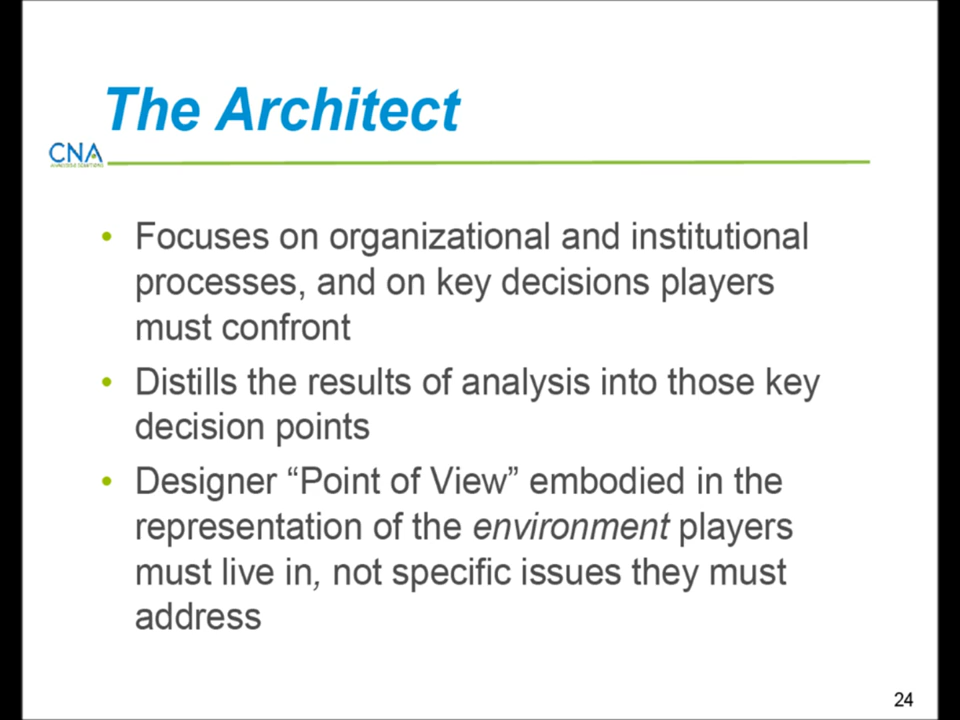 The Architect
CNA
ANALYSIS & SOLUTIONS
• Focuses on organizational and institutional
processes, and on key decisions players
must confront
• Distills the results of analysis into those key
decision points
• Designer “Point of View” embodied in the
representation of the environment players
must live in, not specific issues they must
address
24